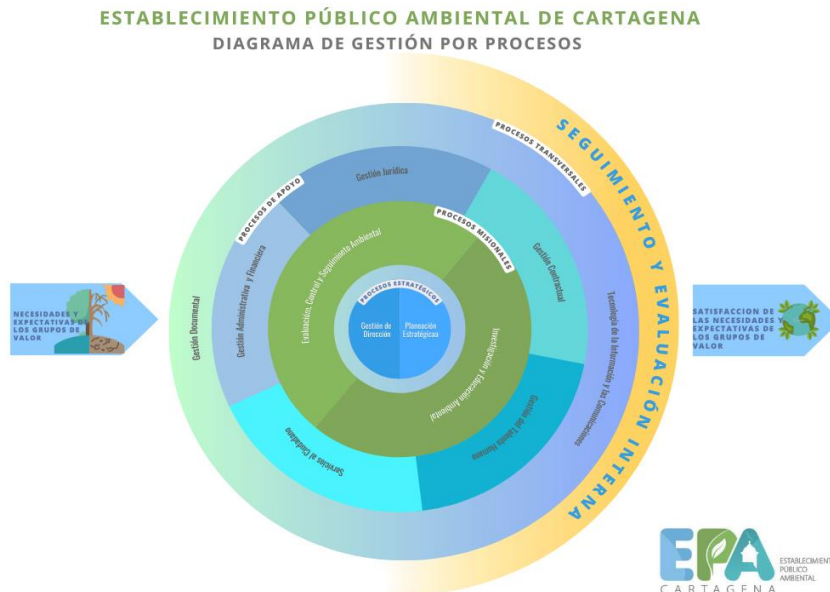 ESTABLECIMIENTO PÚBLICO AMBIENTAL DE CARTAGENA
DIAGRAMA DE GESTIÓN POR PROCESOS
SEGUIMIENTO Y EVALUACIÓN INTERNA
PROCESOS TRANSVERSALES
Gestión Documental
Tecnología de la Información y las Comunicaciones
PROCESOS DE APOYO
Gestión Jurídica
Gestión Administrativa y Financiera
Gestión Contractual
Servicios al Ciudadano
Gestión del Talento Humano
PROCESOS MISIONALES
Evaluación, Control y Seguimiento Ambiental
Investigación y Educación Ambiental
PROCESOS ESTRATÉGICOS
Gestión de
Dirección
Planeación
Estratégicaa
NECESIDADES Y
EXPECTATIVAS DE
LOS GRUPOS DE
VALOR
SATISFACCION DE
LAS NECESIDADES Y
EXPECTATIVAS DE
LOS GRUPOS DE
VALOR
EPA
ESTABLECIMIENTO
PÚBLICO
AMBIENTAL
CARTAGENA